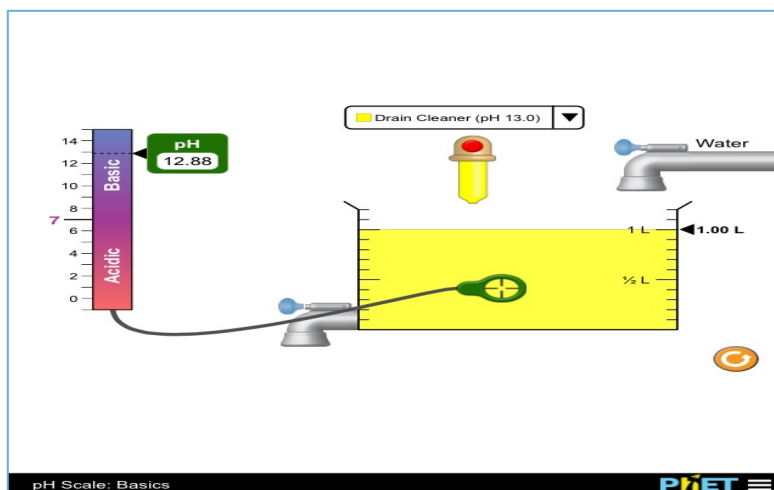 Drain Cleaner (pH 13.0)
Water
pH
12.88
14
12
10
8
7
6
4
2
0
Basic
Acidic
1 L
1.00 L
½ L
pH Scale: Basics
PhET